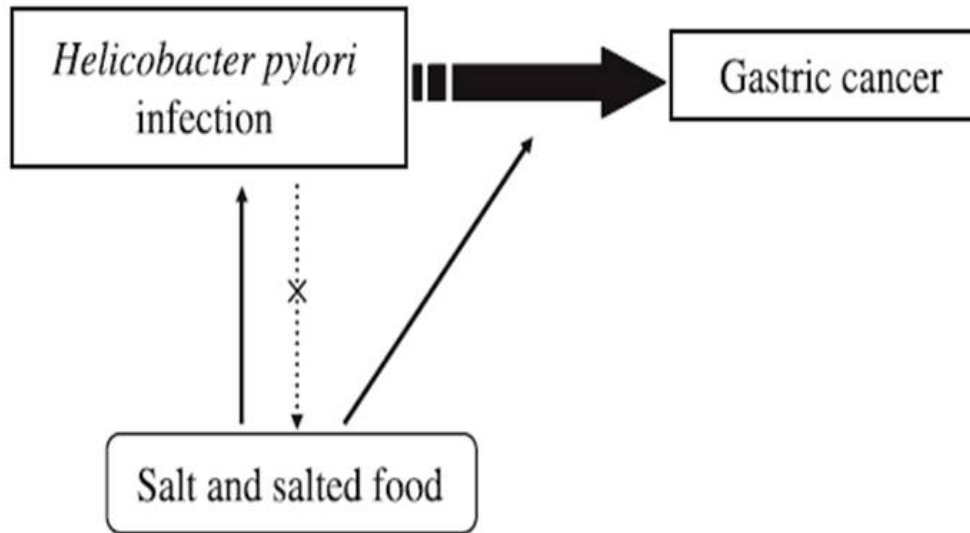 Helicobacter pylori
infection
Gastric cancer
X
Salt and salted food